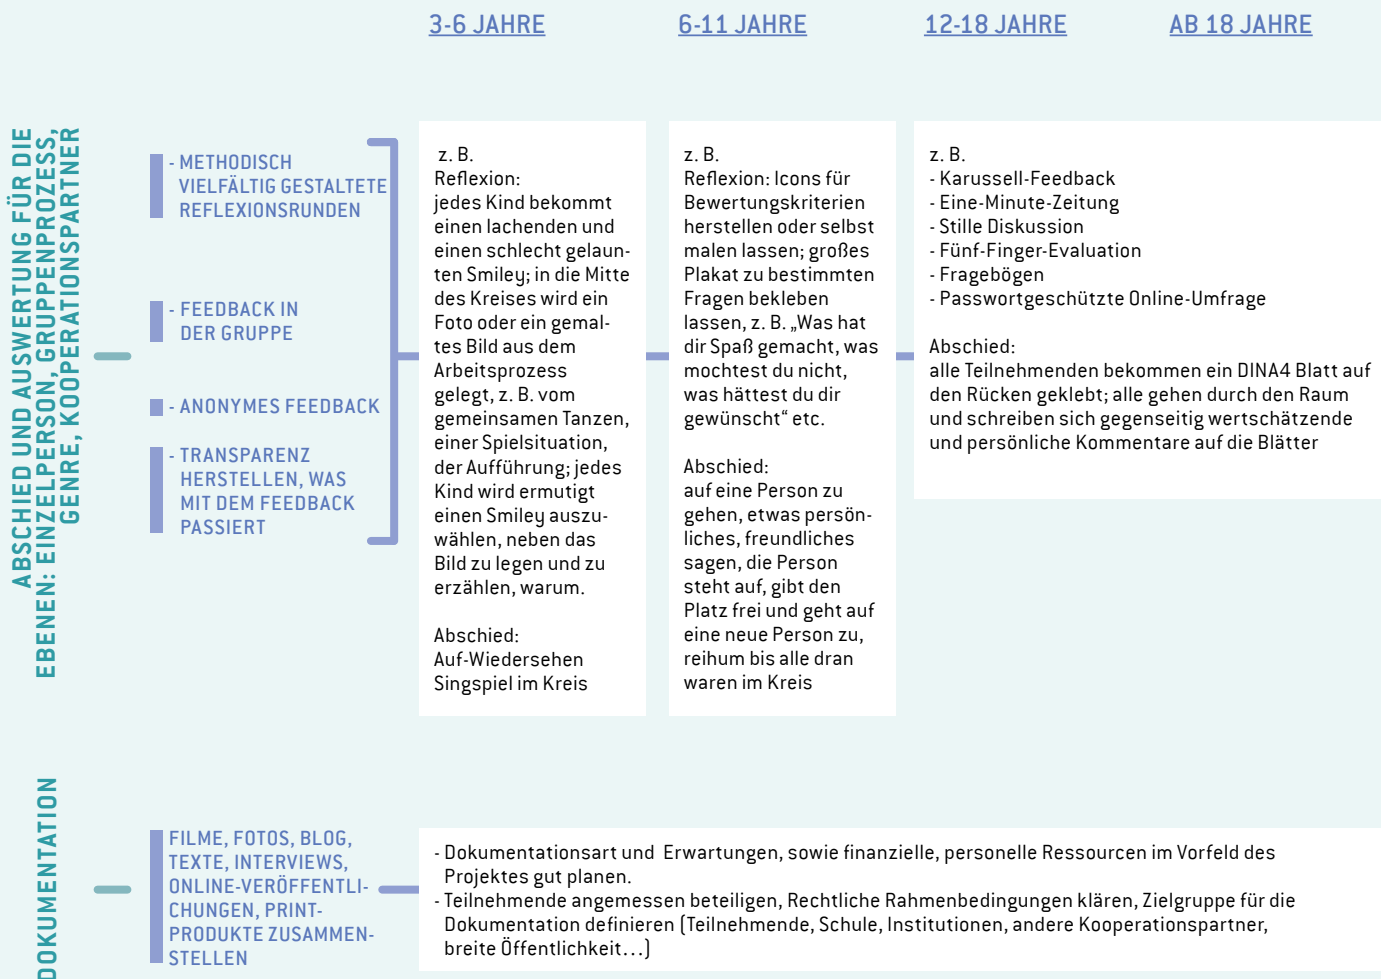 3-6 JAHRE
6-11 JAHRE
12-18 JAHRE
AB 18 JAHRE
ABSCHIED UND AUSWERTUNG FÜR DIE
EBENEN: EINZELPERSON, GRUPPENPROZESS,
GENRE, KOOPERATIONSPARTNER
- METHODISCH
VIELFÄLTIG GESTALTETE
REFLEXIONSRUNDEN
- FEEDBACK IN
DER GRUPPE
- ANONYMES FEEDBACK
- TRANSPARENZ
HERSTELLEN, WAS
MIT DEM FEEDBACK
PASSIERT
z. B.
Reflexion:
jedes Kind bekommt
einen lachenden und
einen schlecht gelaun-
ten Smiley; in die Mitte
des Kreises wird ein
Foto oder ein gemal-
tes Bild aus dem
Arbeitsprozess
gelegt, z. B. vom
gemeinsamen Tanzen,
einer Spielsituation,
der Aufführung; jedes
Kind wird ermutigt
einen Smiley auszu-
wählen, neben das
Bild zu legen und zu
erzählen, warum.
Abschied:
Auf-Wiedersehen
Singspiel im Kreis
z. B.
Reflexion: Icons für
Bewertungskriterien
herstellen oder selbst
malen lassen; großes
Plakat zu bestimmten
Fragen bekleben
lassen, z. B. „Was hat
dir Spaß gemacht, was
mochtest du nicht,
was hättest du dir
gewünscht“ etc.
Abschied:
auf eine Person zu
gehen, etwas persön-
liches, freundliches
sagen, die Person
steht auf, gibt den
Platz frei und geht auf
eine neue Person zu,
reihum bis alle dran
waren im Kreis
z. B.
- Karussell-Feedback
- Eine-Minute-Zeitung
- Stille Diskussion
- Fünf-Finger-Evaluation
- Fragebögen
- Passwortgeschützte Online-Umfrage
Abschied:
alle Teilnehmenden bekommen ein DINA4 Blatt auf
den Rücken geklebt; alle gehen durch den Raum
und schreiben sich gegenseitig wertschätzende
und persönliche Kommentare auf die Blätter
DOKUMENTATION
FILME, FOTOS, BLOG,
TEXTE, INTERVIEWS,
ONLINE-VERÖFFENTLI-
CHUNGEN, PRINT-
PRODUKTE ZUSAMMEN-
STELLEN
- Dokumentationsart und Erwartungen, sowie finanzielle, personelle Ressourcen im Vorfeld des
Projektes gut planen.
- Teilnehmende angemessen beteiligen, Rechtliche Rahmenbedingungen klären, Zielgruppe für die
Dokumentation definieren (Teilnehmende, Schule, Institutionen, andere Kooperationspartner,
breite Öffentlichkeit...)